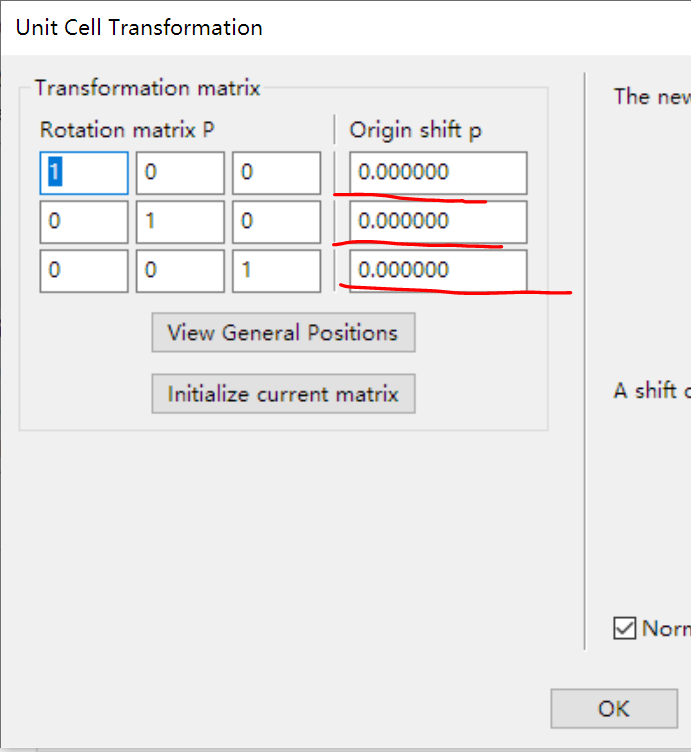 Unit Cell Transformation
Transformation matrix
Rotation matrix P
Origin shift p
1 0 0 0.000000
0 1 0 0.000000
0 0 1 0.000000
View General Positions
Initialize current matrix
The new
A shift
OK